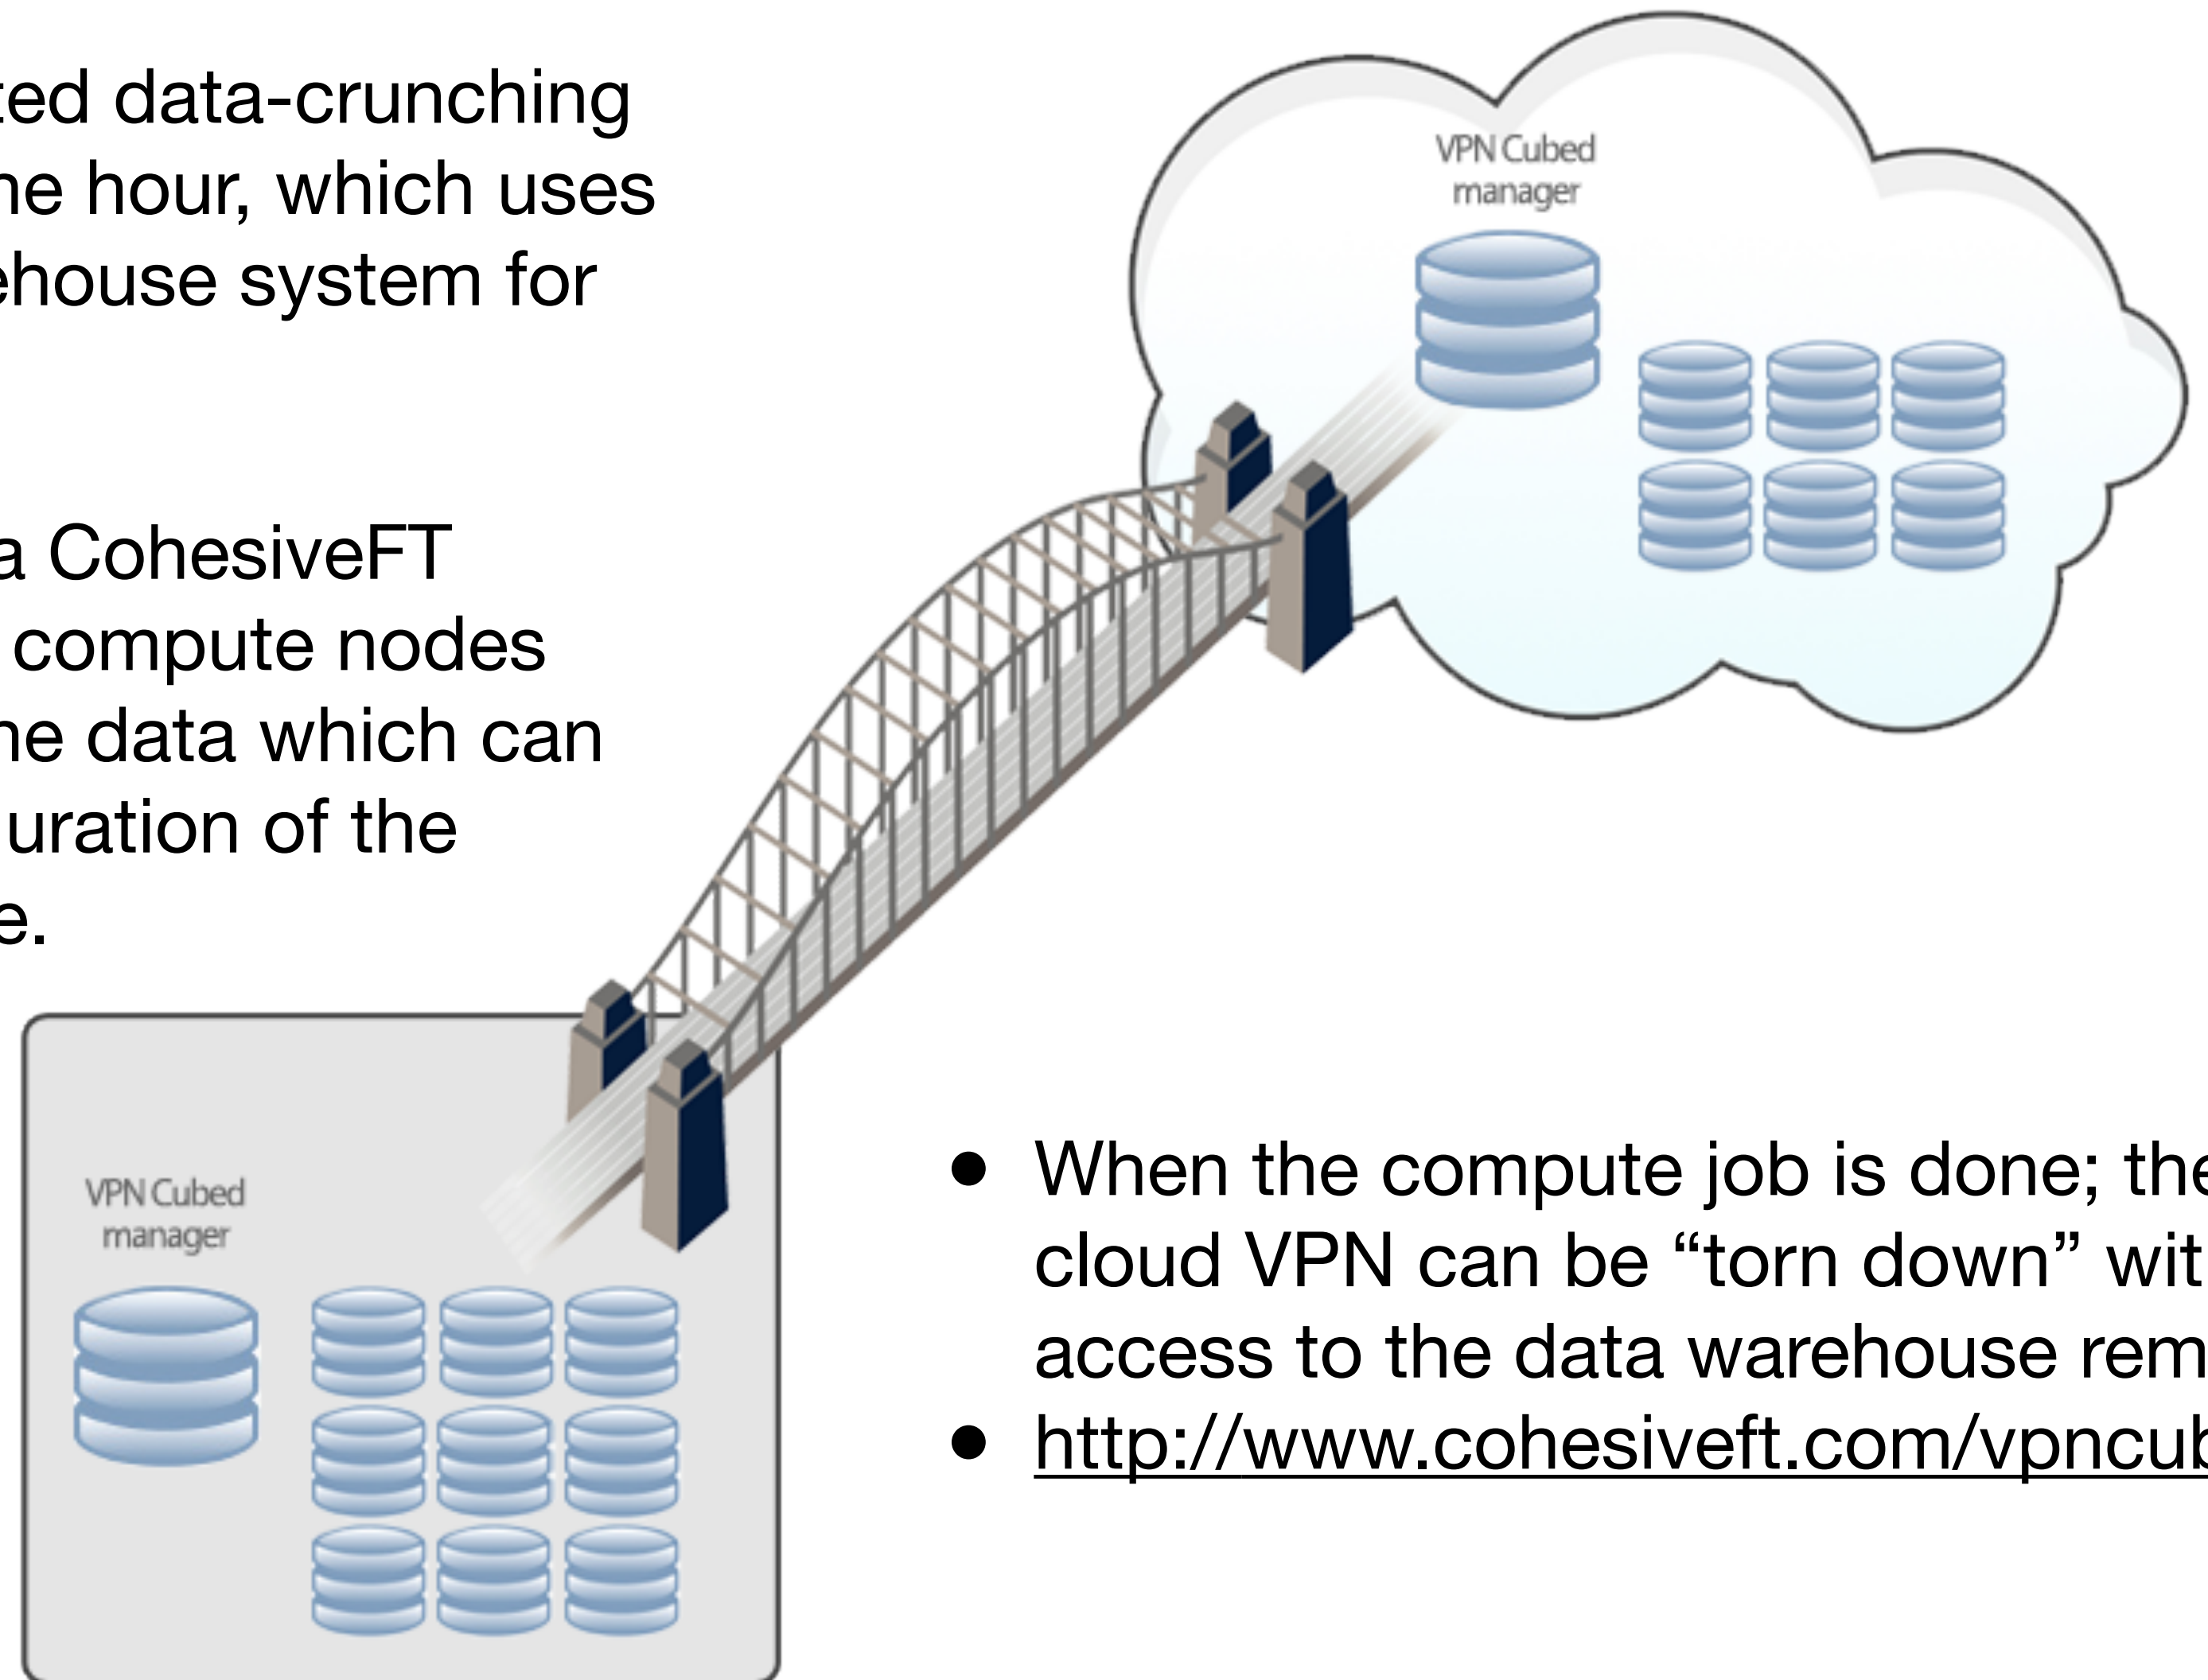 ted data-crunching
ne hour, which uses
ehouse system for
a CohesiveFT
compute nodes
ne data which can
uration of the
e.
VPN Cubed
manager
VPN Cubed
manager
● When the compute job is done; the
cloud VPN can be “torn down” wit
access to the data warehouse rem
● http://www.cohesiveft.com/vpncub